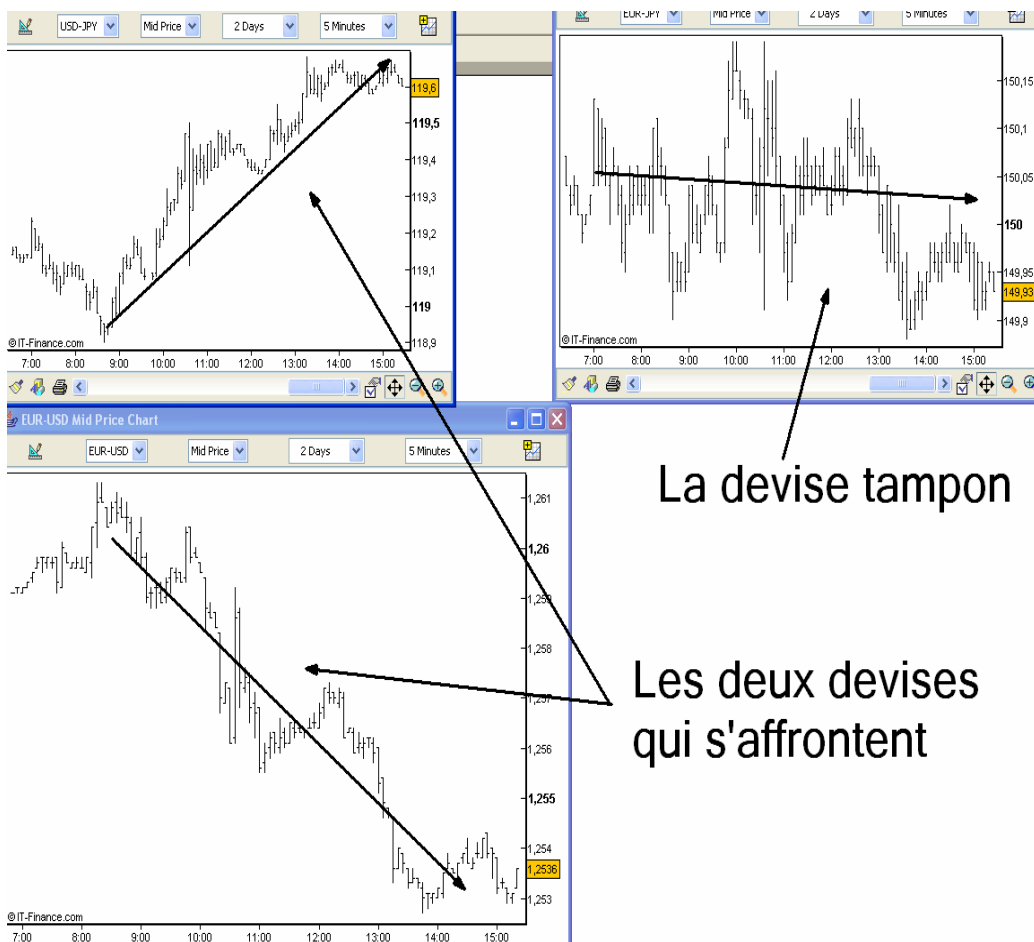 USD-JPY Mid Price 2 Days 5 Minutes
119,6
119,5
119,4
119,3
119,2
119,1
119
118,9
© IT-Finance.com
7:00 8:00 9:00 10:00 11:00 12:00 13:00 14:00 15:00
EUR-JPY Mid Price 2 Days 5 Minutes
150,15
150,1
150,05
150
149,95
149,93
149,9
© IT-Finance.com
7:00 8:00 9:00 10:00 11:00 12:00 13:00 14:00 15:00
La devise tampon
EUR-USD Mid Price Chart
EUR-USD Mid Price 2 Days 5 Minutes
1,261
1,26
1,259
1,258
1,257
1,256
1,255
1,254
1,2536
1,253
© IT-Finance.com
7:00 8:00 9:00 10:00 11:00 12:00 13:00 14:00 15:00
Les deux devises
qui s'affrontent